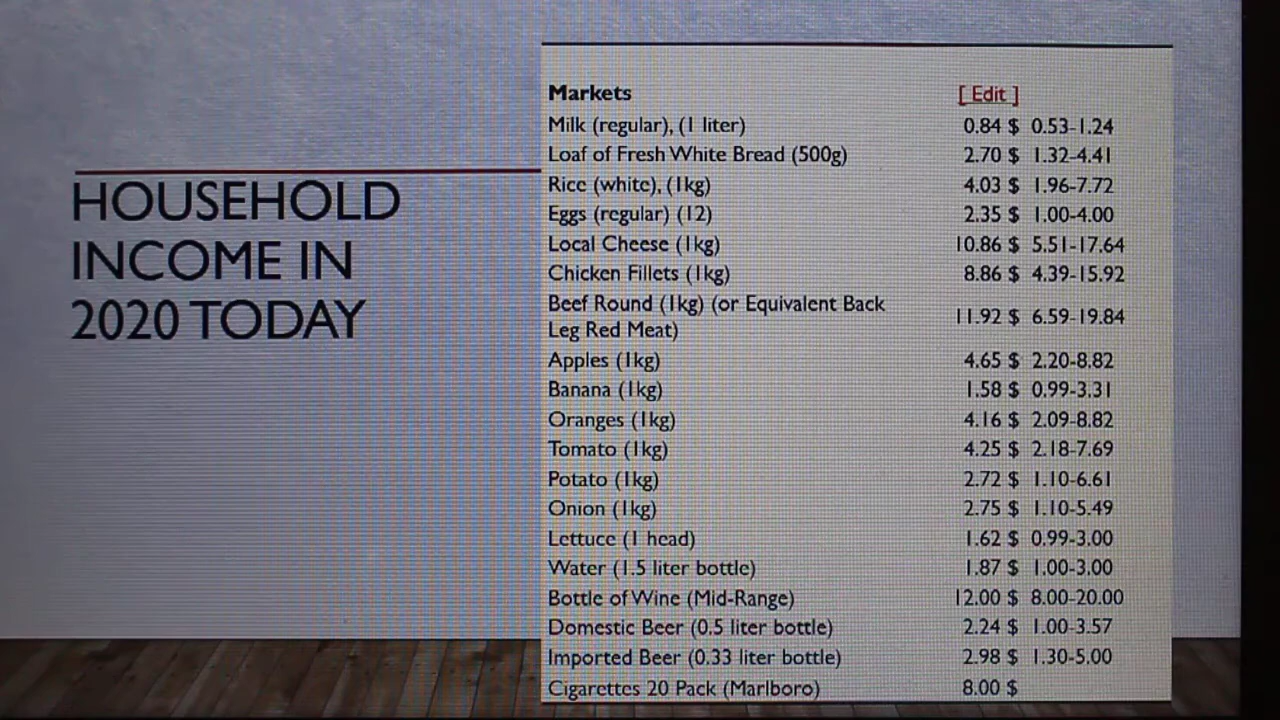 HOUSEHOLD
INCOME IN
2020 TODAY
Markets [ Edit ]
Milk (regular), (1 liter) 0.84 $ 0.53-1.24
Loaf of Fresh White Bread (500g) 2.70 $ 1.32-4.41
Rice (white), (1kg) 4.03 $ 1.96-7.72
Eggs (regular) (12) 2.35 $ 1.00-4.00
Local Cheese (1kg) 10.86 $ 5.51-17.64
Chicken Fillets (1kg) 8.86 $ 4.39-15.92
Beef Round (1kg) (or Equivalent Back
Leg Red Meat) 11.92 $ 6.59-19.84
Apples (1kg) 4.65 $ 2.20-8.82
Banana (1kg) 1.58 $ 0.99-3.31
Oranges (1kg) 4.16 $ 2.09-8.82
Tomato (1kg) 4.25 $ 2.18-7.69
Potato (1kg) 2.72 $ 1.10-6.61
Onion (1kg) 2.75 $ 1.10-5.49
Lettuce (1 head) 1.62 $ 0.99-3.00
Water (1.5 liter bottle) 1.87 $ 1.00-3.00
Bottle of Wine (Mid-Range) 12.00 $ 8.00-20.00
Domestic Beer (0.5 liter bottle) 2.24 $ 1.00-3.57
Imported Beer (0.33 liter bottle) 2.98 $ 1.30-5.00
Cigarettes 20 Pack (Marlboro) 8.00 $